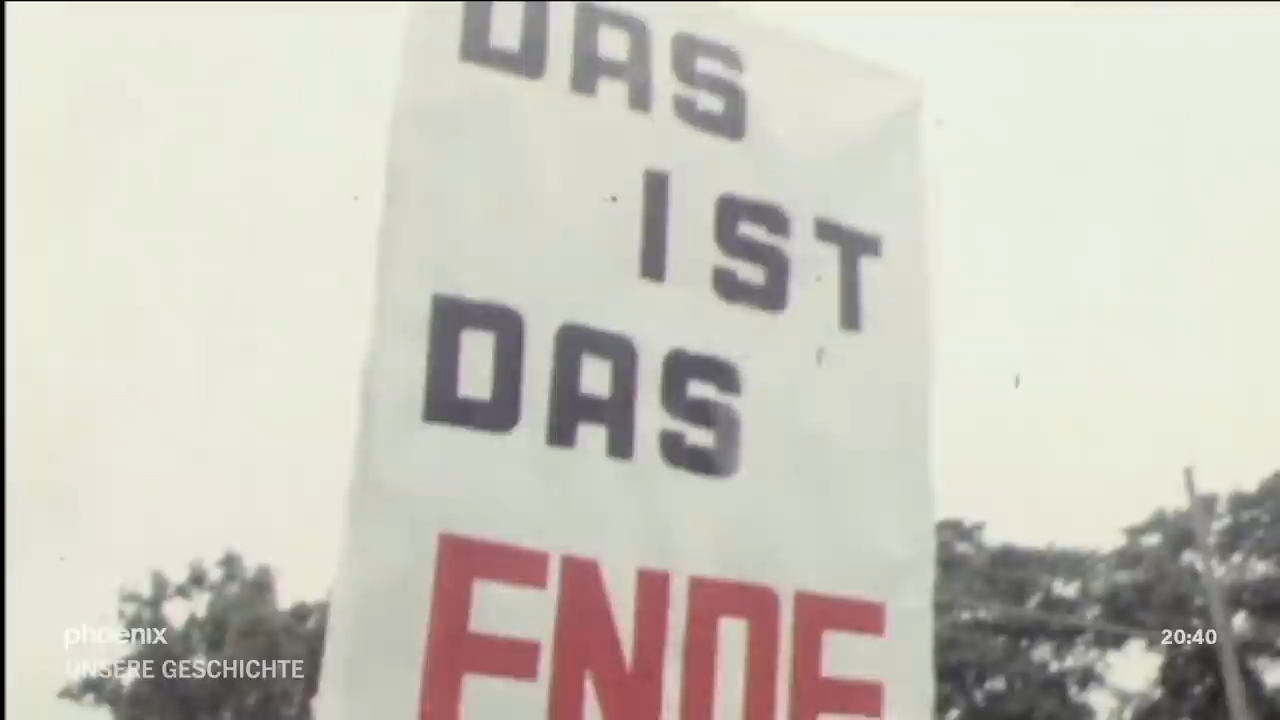 DAS
IST
DAS
ENDE
phoenix
UNSERE GESCHICHTE
20:40